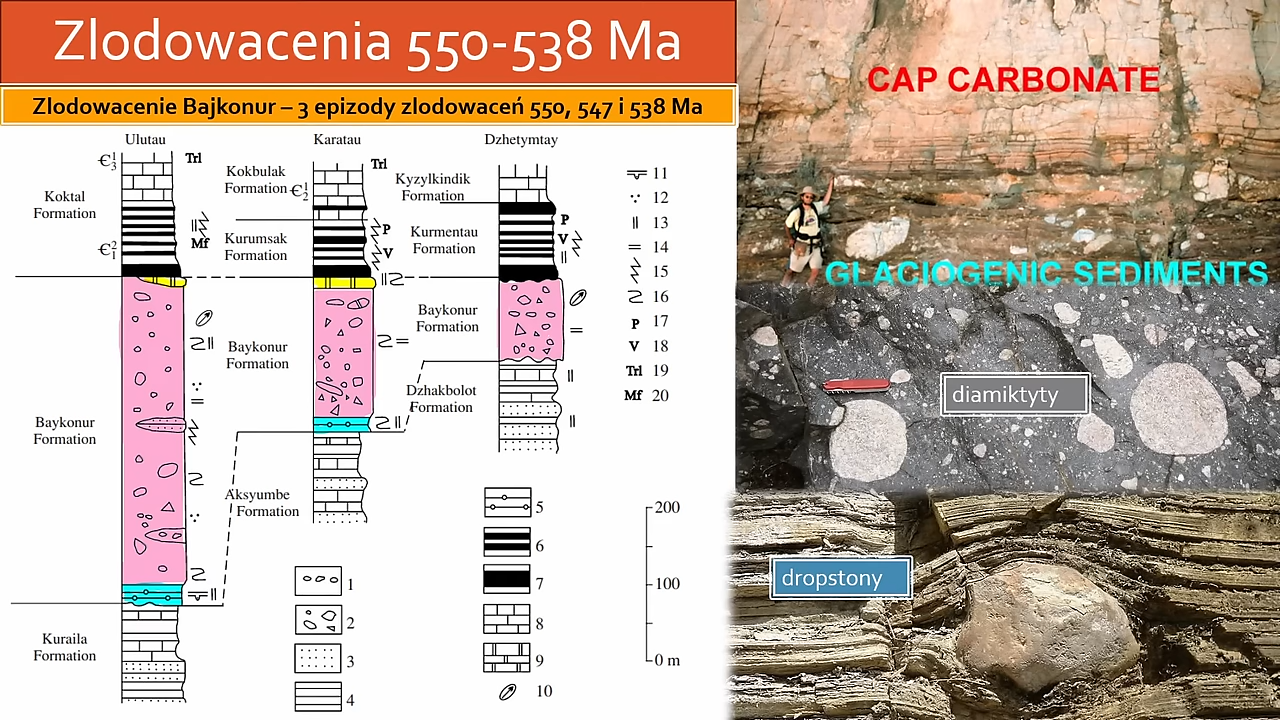 Zlodowacenia 550-538 Ma
Zlodowacenie Bajkonur – 3 epizody zlodowaceń 550, 547 i 538 Ma
Ulutau
Karatau
Dzhetymtay
Є¹₃
Trl
Koktal
Formation
Mf
Є²₁
Baykonur
Formation
Kuraila
Formation
Kokbulak
Formation
Є¹₂
Trl
Kurumsak
Formation
P
V
Baykonur
Formation
Aksyumbe
Formation
Kyzylkindik
Formation
Kurmentau
Formation
P
V
Baykonur
Formation
Dzhakbolot
Formation
11
12
13
14
15
16
P 17
V 18
Trl 19
Mf 20
1
2
3
4
5
6
7
8
9
10
200
100
0 m
CAP CARBONATE
GLACIOGENIC SEDIMENTS
diamiktyty
dropstony